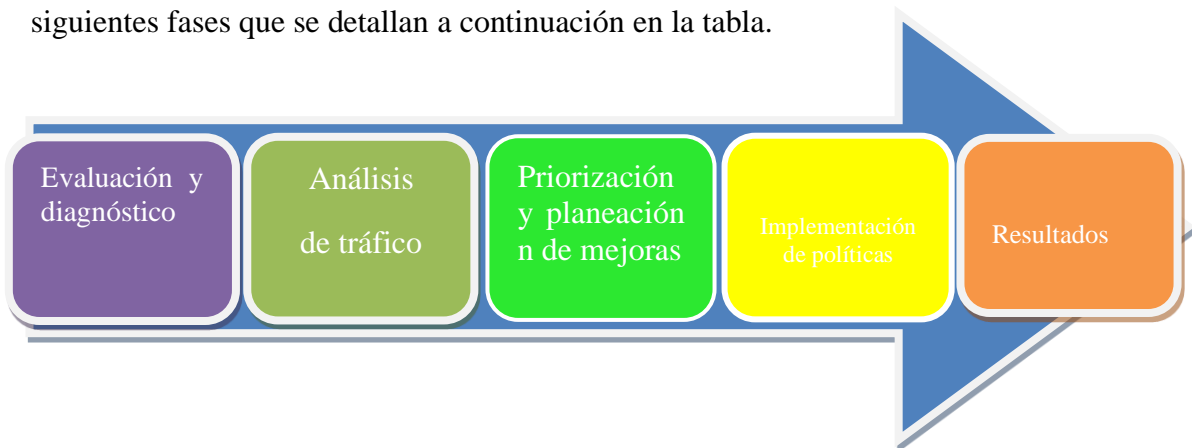 siguientes fases que se detallan a continuación en la tabla.
Evaluación y
diagnóstico
Análisis
de tráfico
Priorización
y planeación
n de mejoras
Implementación
de políticas
Resultados